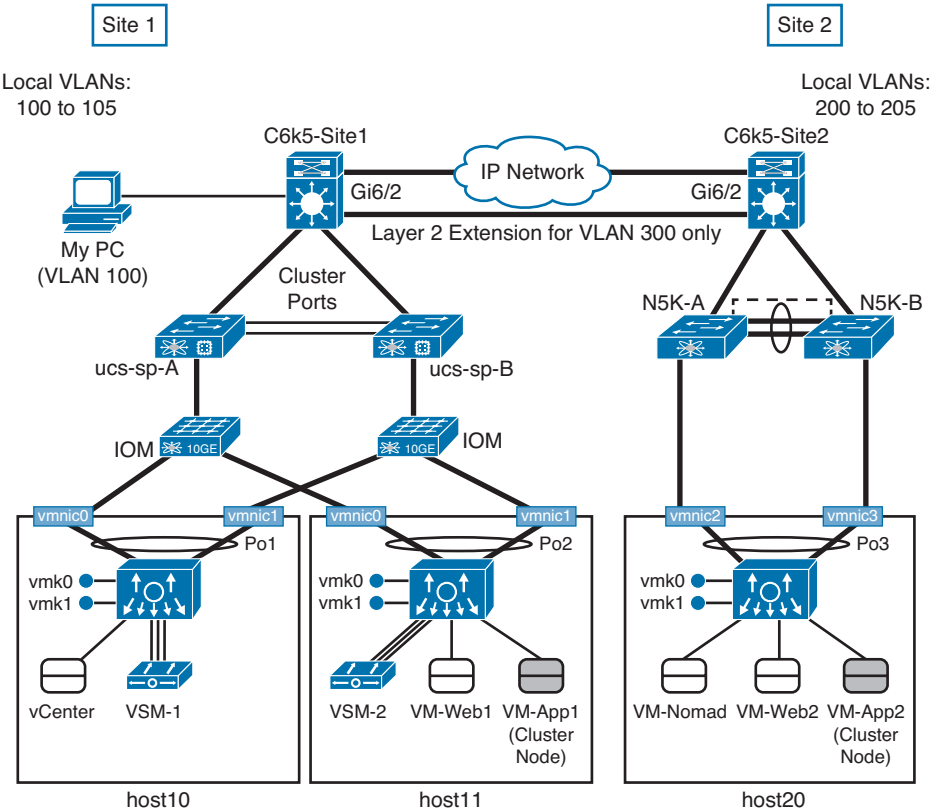 Site 1
Site 2
Local VLANs:
100 to 105
Local VLANs:
200 to 205
C6k5-Site1
C6k5-Site2
IP Network
Gi6/2
Gi6/2
Layer 2 Extension for VLAN 300 only
My PC
(VLAN 100)
Cluster
Ports
N5K-A
N5K-B
ucs-sp-A
ucs-sp-B
IOM
10GE
10GE
IOM
vmnic0
vmnic1
vmnic0
vmnic1
vmnic2
vmnic3
Po1
Po2
Po3
vmk0
vmk1
vmk0
vmk1
vmk0
vmk1
vCenter
VSM-1
VSM-2
VM-Web1
VM-App1
(Cluster
Node)
VM-Nomad
VM-Web2
VM-App2
(Cluster
Node)
host10
host11
host20